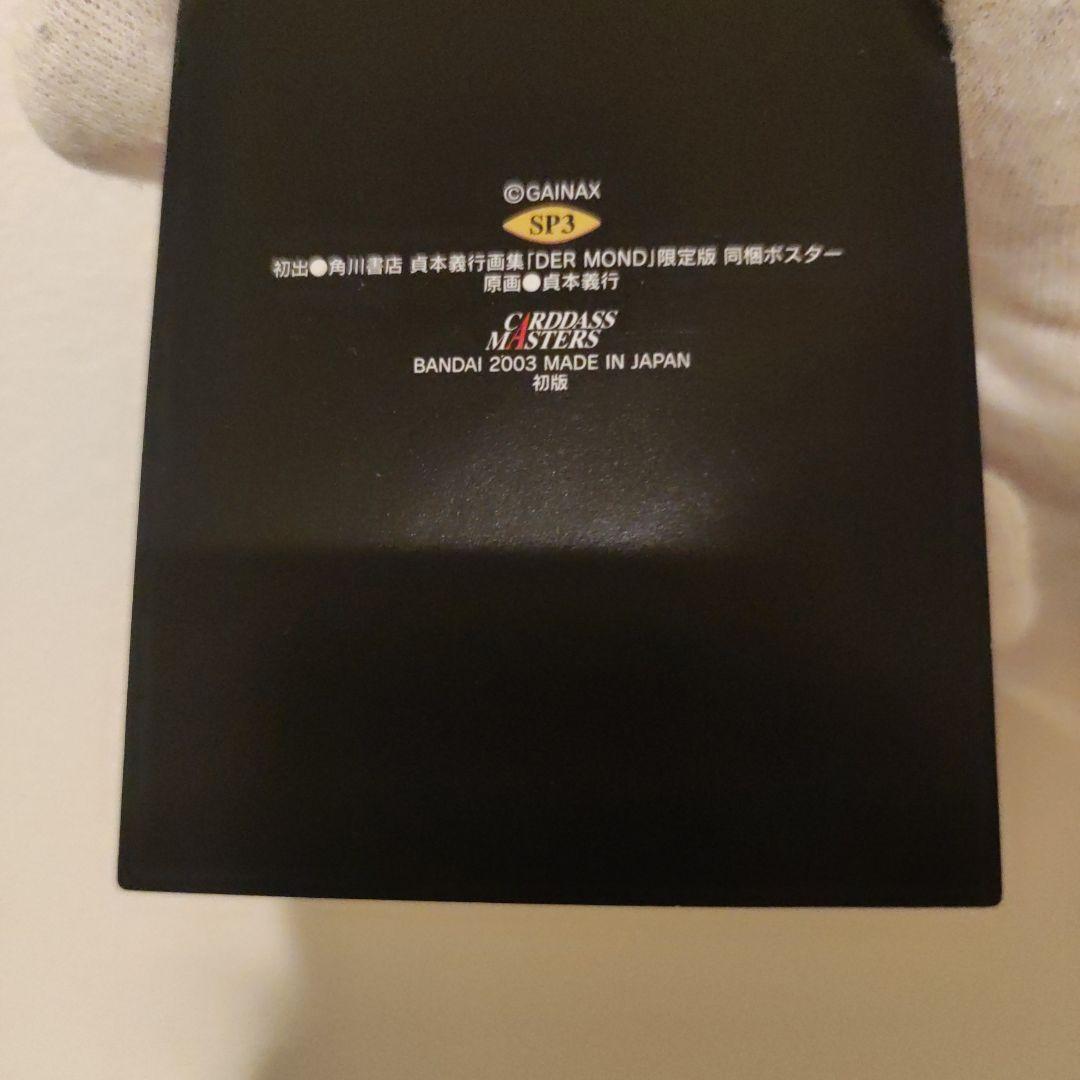 ©GAINAX
SP3
初出●角川書店 貞本義行画集「DER MOND」限定版 同梱ポスター
原画●貞本義行
CARDDASS
MASTERS
BANDAI 2003 MADE IN JAPAN
初版